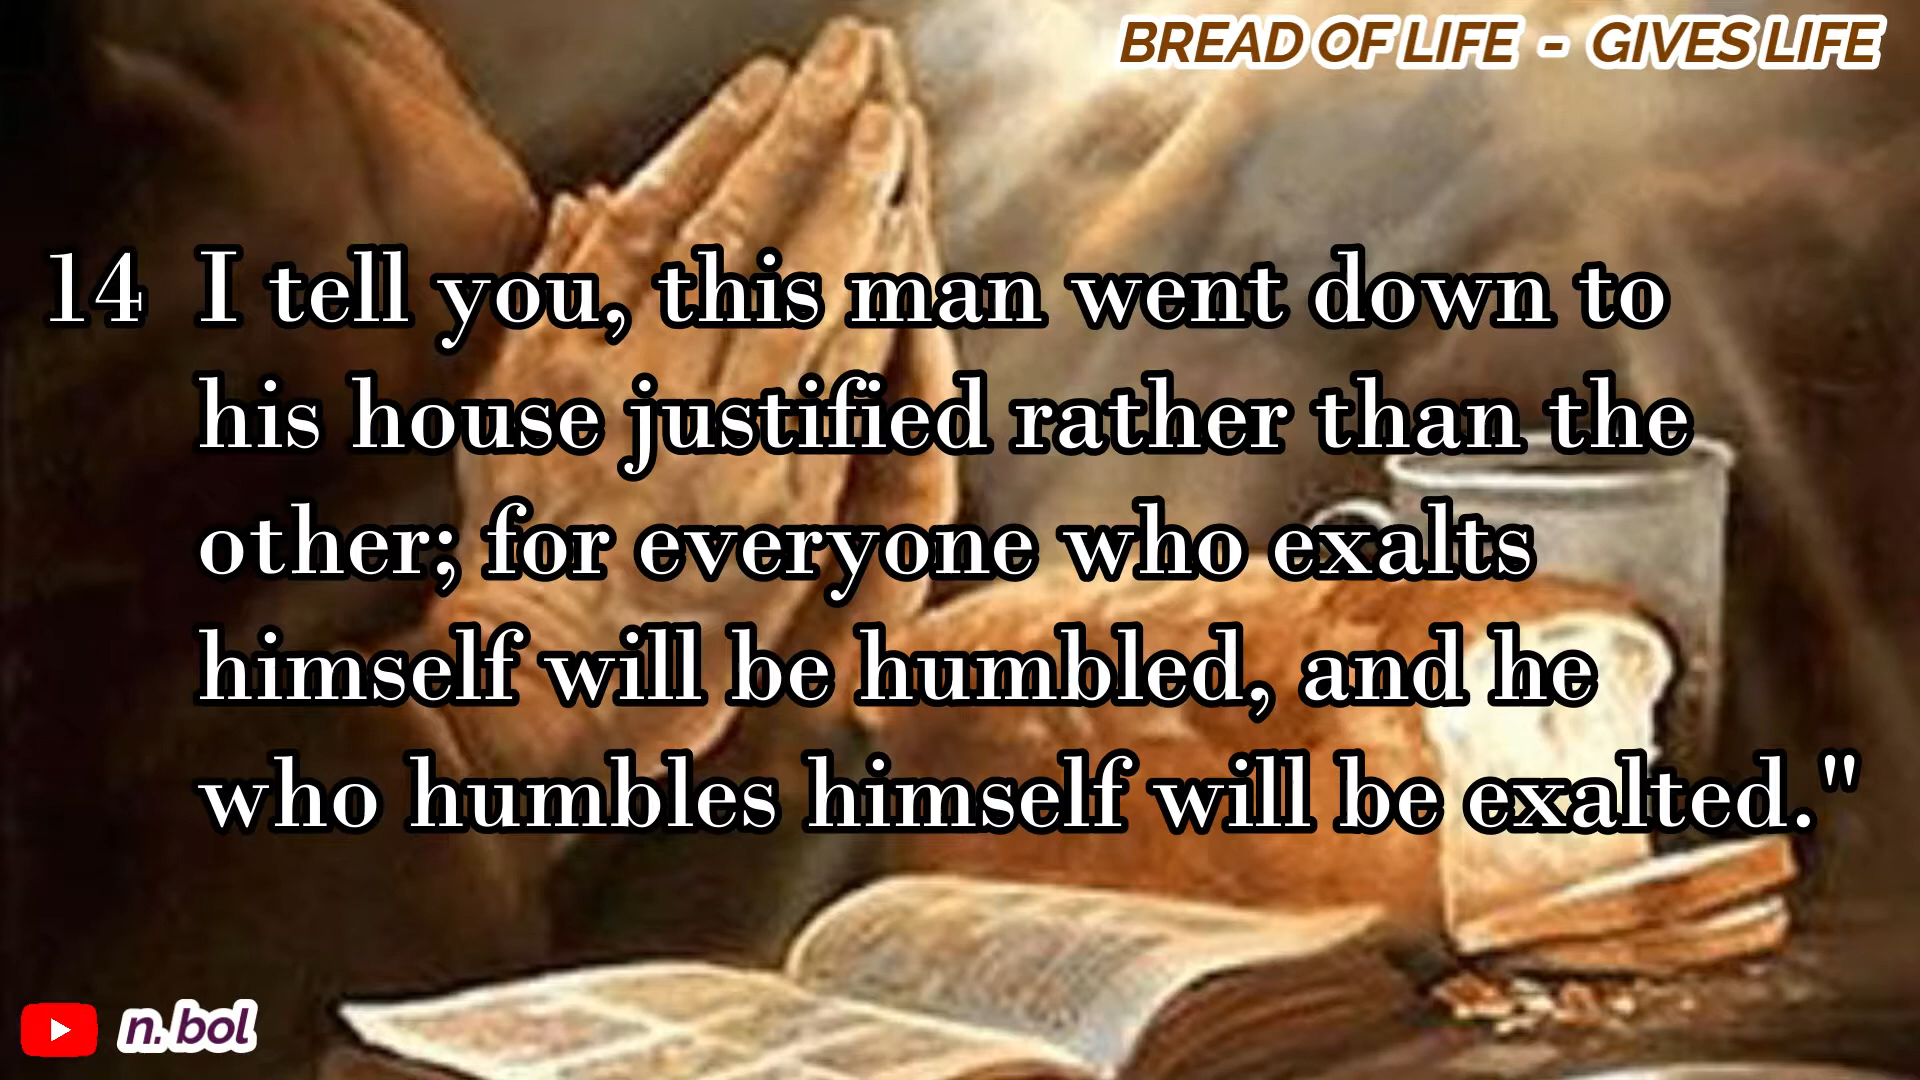 BREAD OF LIFE - GIVES LIFE
14 I tell you, this man went down to
his house justified rather than the
other; for everyone who exalts
himself will be humbled, and he
who humbles himself will be exalted."
n.bol